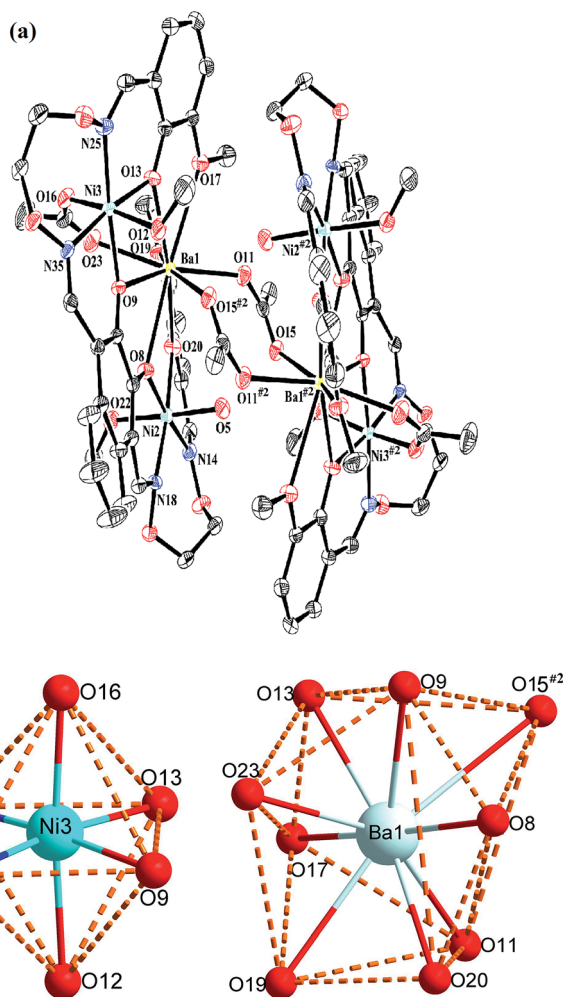 (a)
N25
O13
O17
O16
Ni3
O12
O19
Ba1
O11
N35
O23
Ni2#2
O9
O15#2
O15
O8
O20
O11#2
Ba1#2
O22
Ni2
O5
N14
Ni3#2
N18
O16
O13
Ni3
O9
O12
O13
O9
O15#2
O23
Ba1
O8
O17
O11
O19
O20